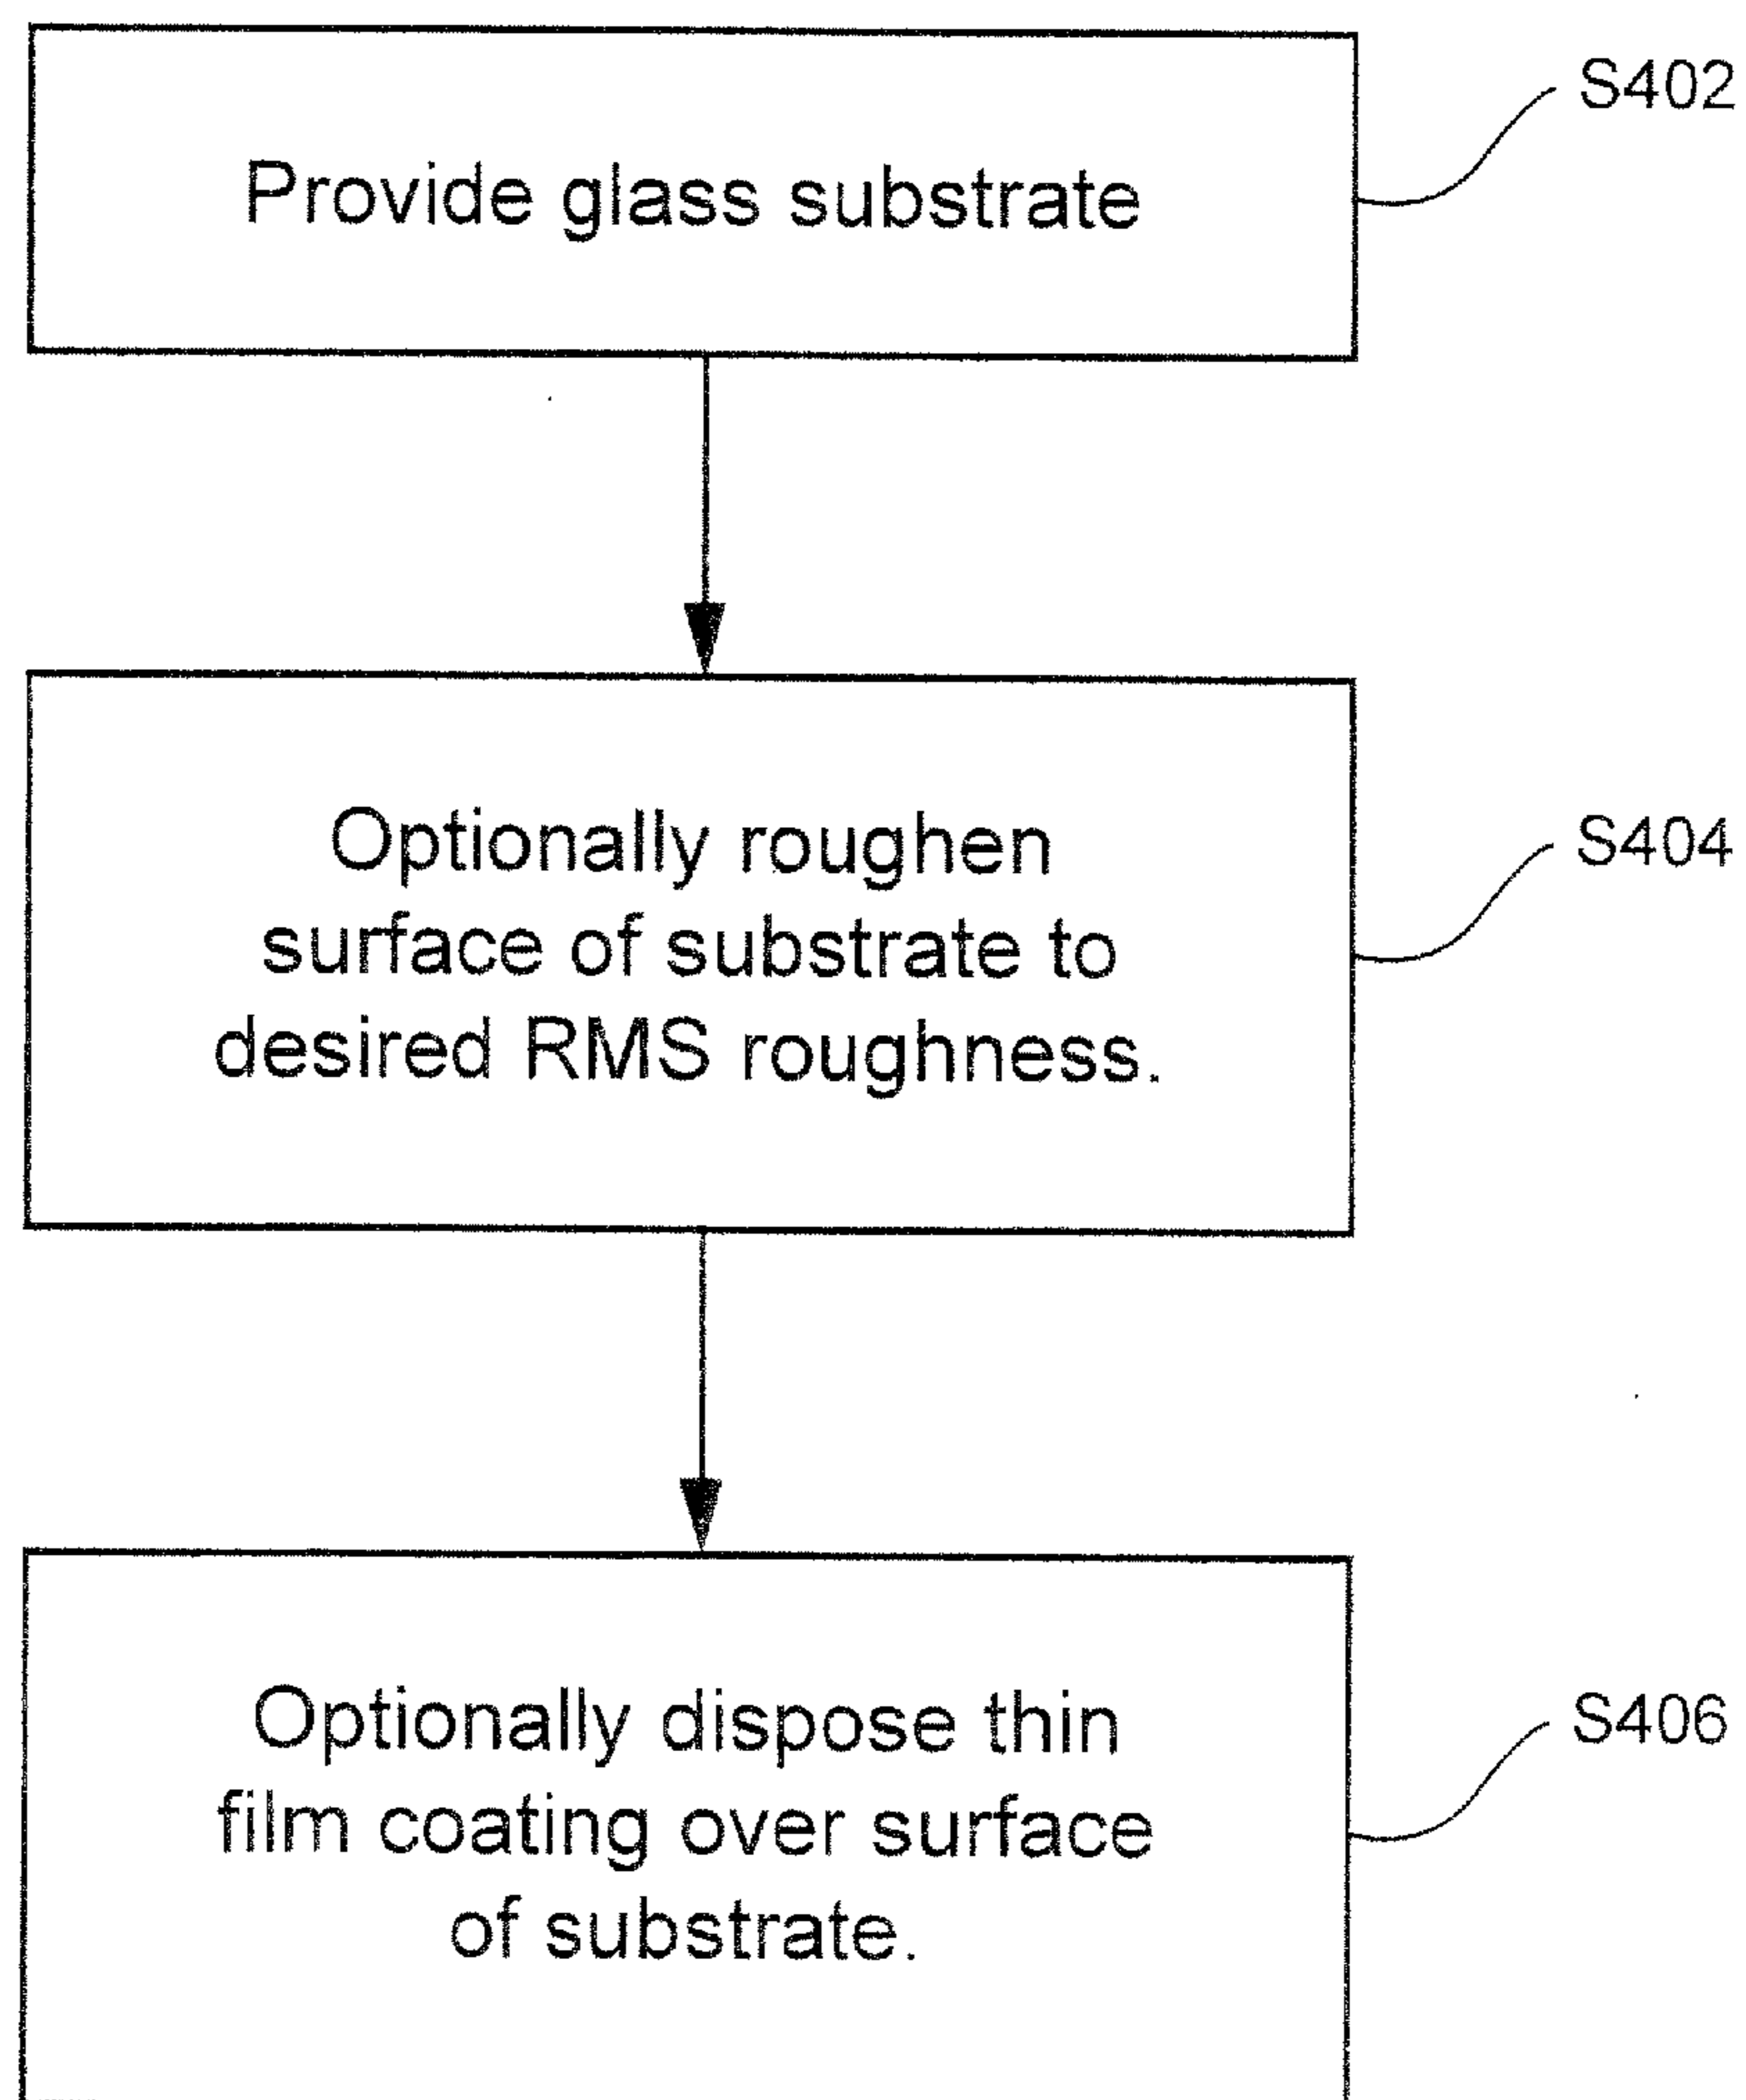 S402
Provide glass substrate
Optionally roughen
S404
surface of substrate to
desired RMS roughness.
Optionally dispose thin
S406
film coating over surface
of substrate.